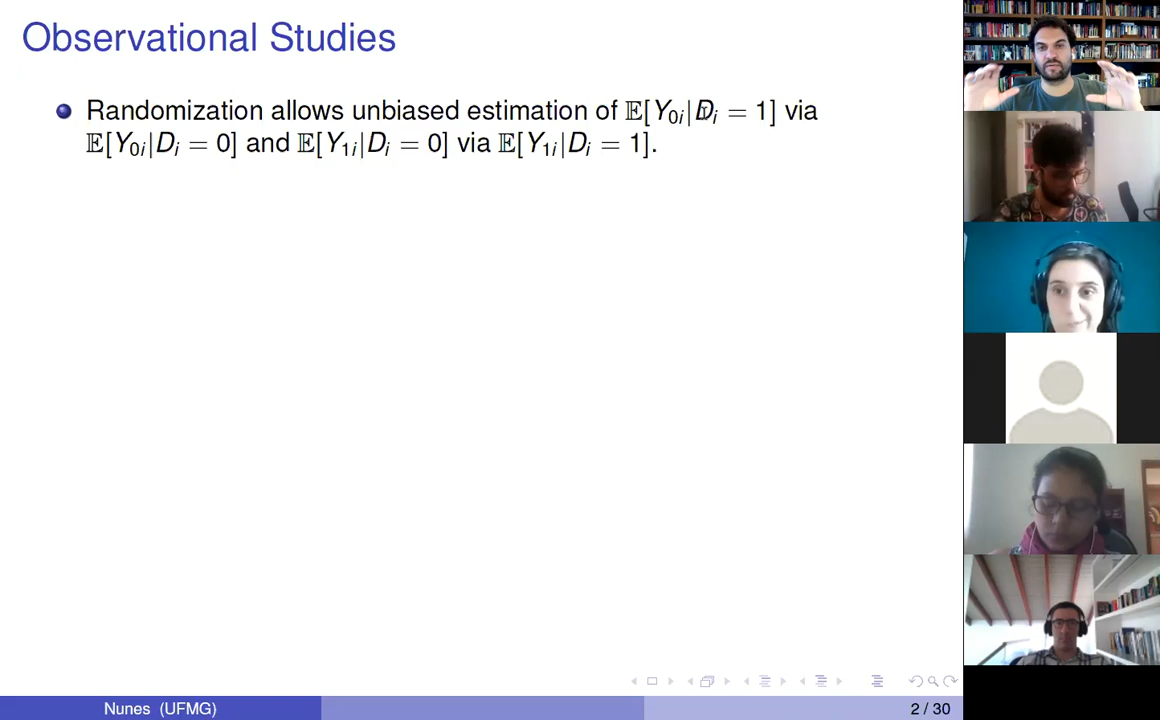 Observational Studies
Randomization allows unbiased estimation of 𝔼[Y₀ᵢ|Dᵢ = 1] via
𝔼[Y₀ᵢ|Dᵢ = 0] and 𝔼[Y₁ᵢ|Dᵢ = 0] via 𝔼[Y₁ᵢ|Dᵢ = 1].
Nunes (UFMG)
2 / 30